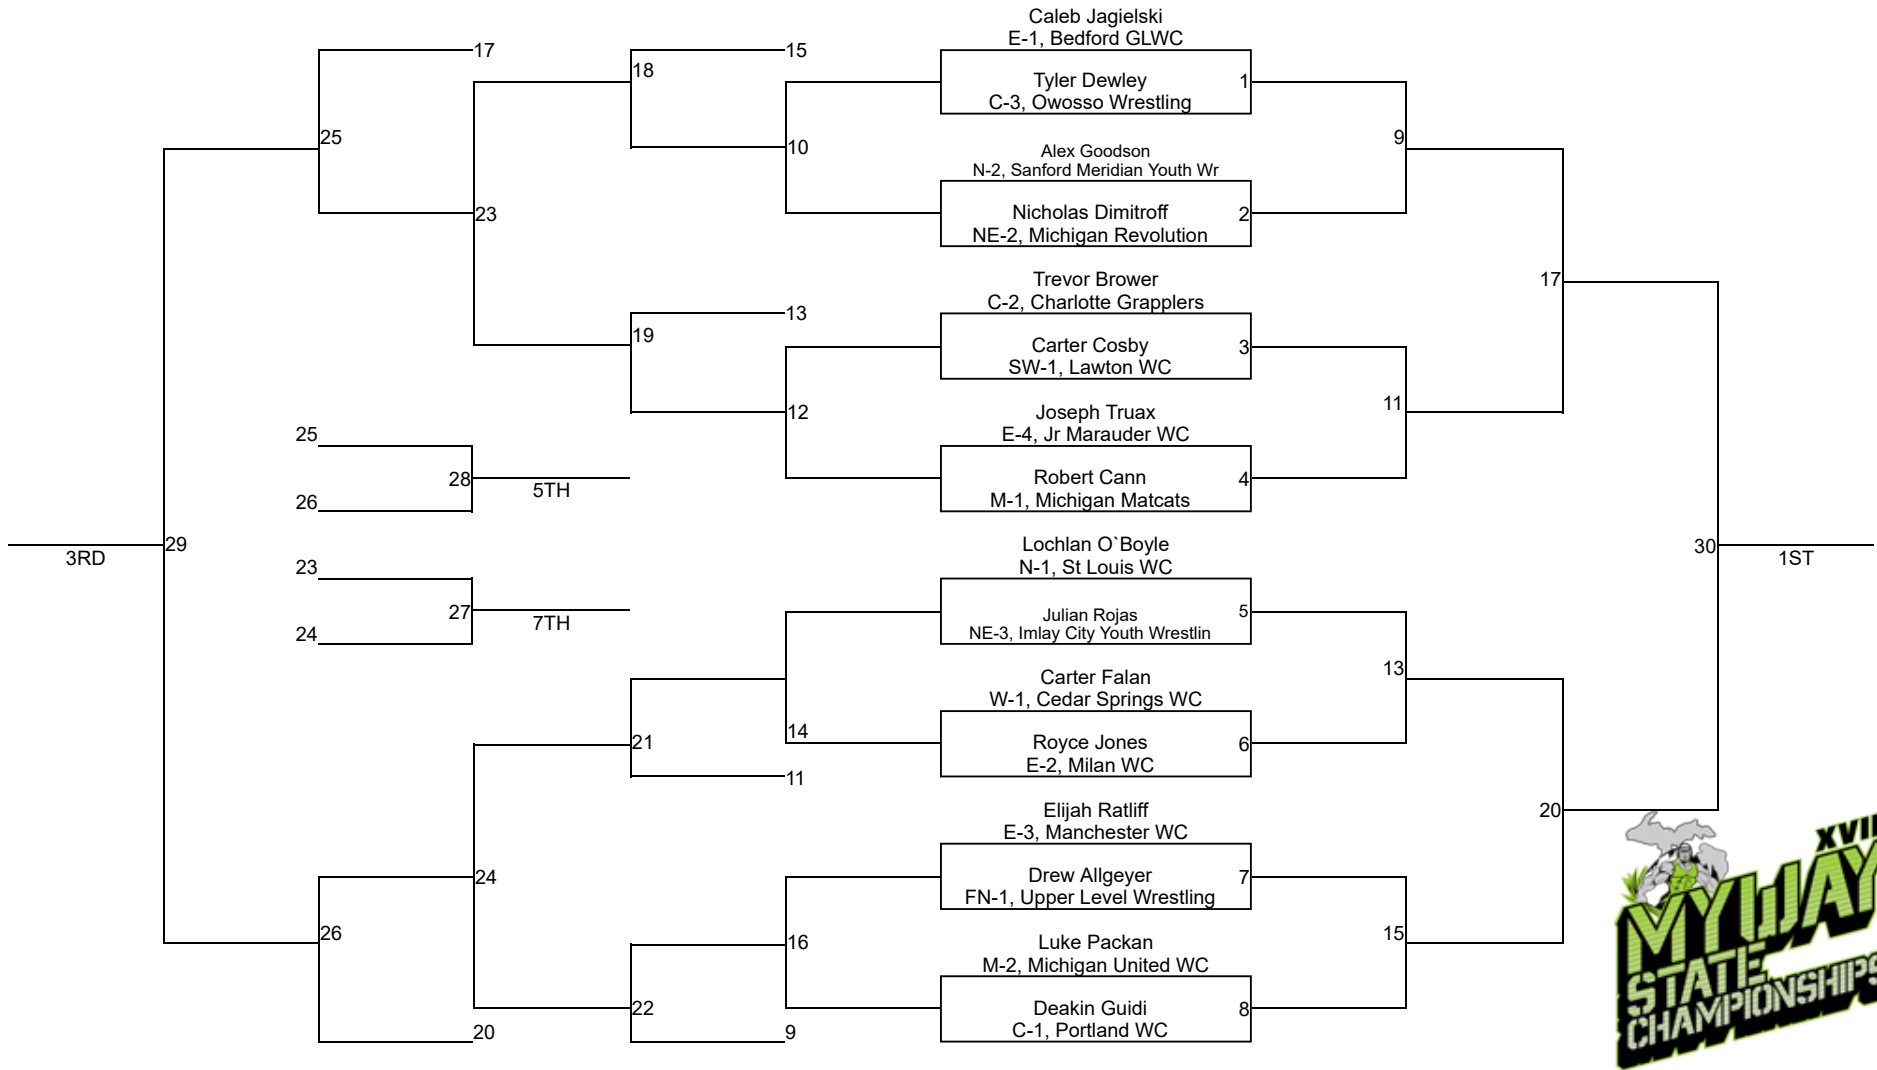 Caleb Jagielski
E-1, Bedford GLWC
17
15
18
Tyler Dewley
1
C-3, Owosso Wrestling
25
10
9
Alex Goodson
N-2, Sanford Meridian Youth Wr
23
Nicholas Dimitroff
2
NE-2, Michigan Revolution
Trevor Brower
C-2, Charlotte Grapplers
17
13
19
Carter Cosby
3
SW-1, Lawton WC
12
Joseph Truax
11
E-4, Jr Marauder WC
25
28
5TH
Robert Cann
4
M-1, Michigan Matcats
26
29
3RD
Lochlan O`Boyle
N-1, St Louis WC
30
1ST
23
27
7TH
Julian Rojas
5
NE-3, Imlay City Youth Wrestlin
24
Carter Falan
13
W-1, Cedar Springs WC
14
21
Royce Jones
6
E-2, Milan WC
11
Elijah Ratliff
E-3, Manchester WC
20
24
Drew Allgeyer
7
FN-1, Upper Level Wrestling
26
16
Luke Packan
15
M-2, Michigan United WC
22
Deakin Guidi
8
C-1, Portland WC
20
9
MYWAY
STATE
CHAMPIONSHIPS